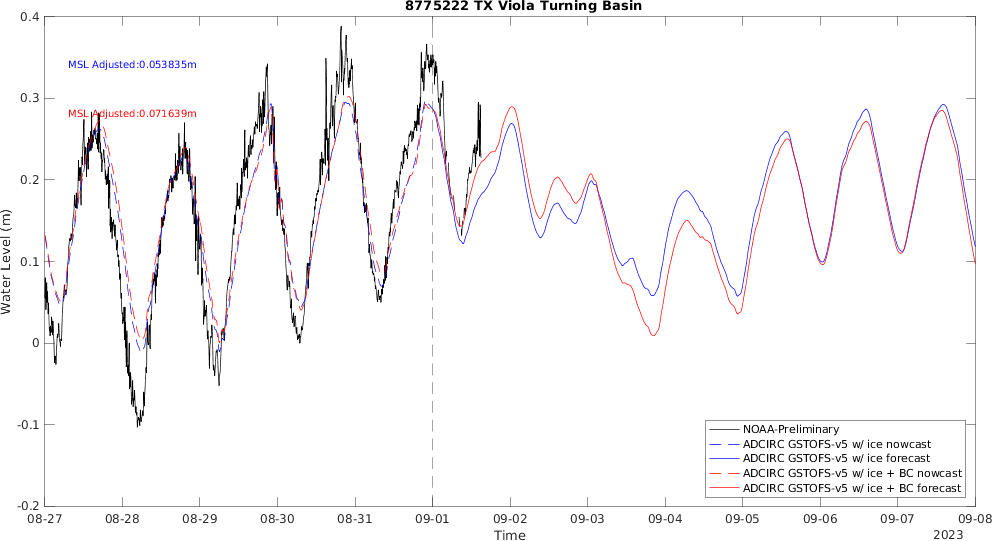 8775222 TX Viola Turning Basin
0.4
0.3
0.2
0.1
0
-0.1
-0.2
Water Level (m)
MSL Adjusted:0.053835m
MSL Adjusted:0.071639m
NOAA-Preliminary
ADCIRC GSTOFS-v5 w/ ice nowcast
ADCIRC GSTOFS-v5 w/ ice forecast
ADCIRC GSTOFS-v5 w/ ice + BC nowcast
ADCIRC GSTOFS-v5 w/ ice + BC forecast
08-27 08-28 08-29 08-30 08-31 09-01 09-02 09-03 09-04 09-05 09-06 09-07 09-08
Time
2023